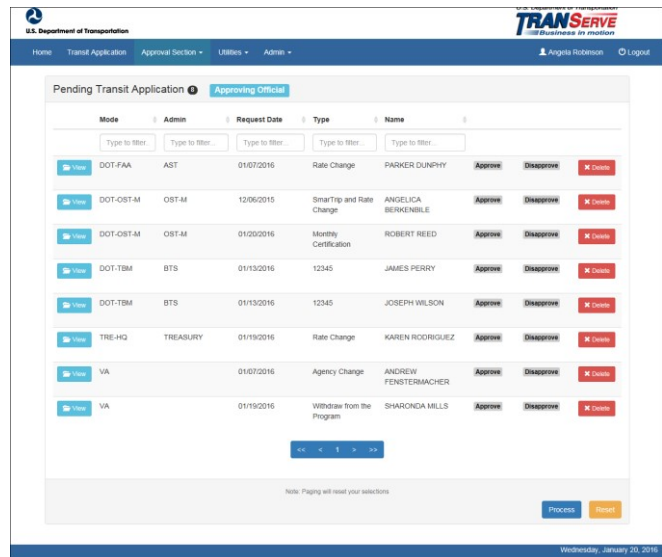 U.S. Department of Transportation
U.S. Department of Transportation
TRANSERVE
Business in motion
Home Transit Application Approval Section Utilities Admin Angela Robinson Logout
Pending Transit Application 8 Approving Official
Mode Admin Request Date Type Name
Type to filter... Type to filter... Type to filter... Type to filter... Type to filter...
View DOT-FAA AST 01/07/2016 Rate Change PARKER DUNPHY Approve Disapprove Delete
View DOT-OST-M OST-M 12/06/2015 SmarTrip and Rate ANGELICA Approve Disapprove Delete
Change BERKENBILE
View DOT-OST-M OST-M 01/20/2016 Monthly ROBERT REED Approve Disapprove Delete
Certification
View DOT-TBM BTS 01/13/2016 12345 JAMES PERRY Approve Disapprove Delete
View DOT-TBM BTS 01/13/2016 12345 JOSEPH WILSON Approve Disapprove Delete
View TRE-HQ TREASURY 01/19/2016 Rate Change KAREN RODRIGUEZ Approve Disapprove Delete
View VA 01/07/2016 Agency Change ANDREW Approve Disapprove Delete
FENSTERMACHER
View VA 01/19/2016 Withdraw from the SHARONDA MILLS Approve Disapprove Delete
Program
<< < 1 > >>
Note: Paging will reset your selections
Process Reset
Wednesday, January 20, 2016